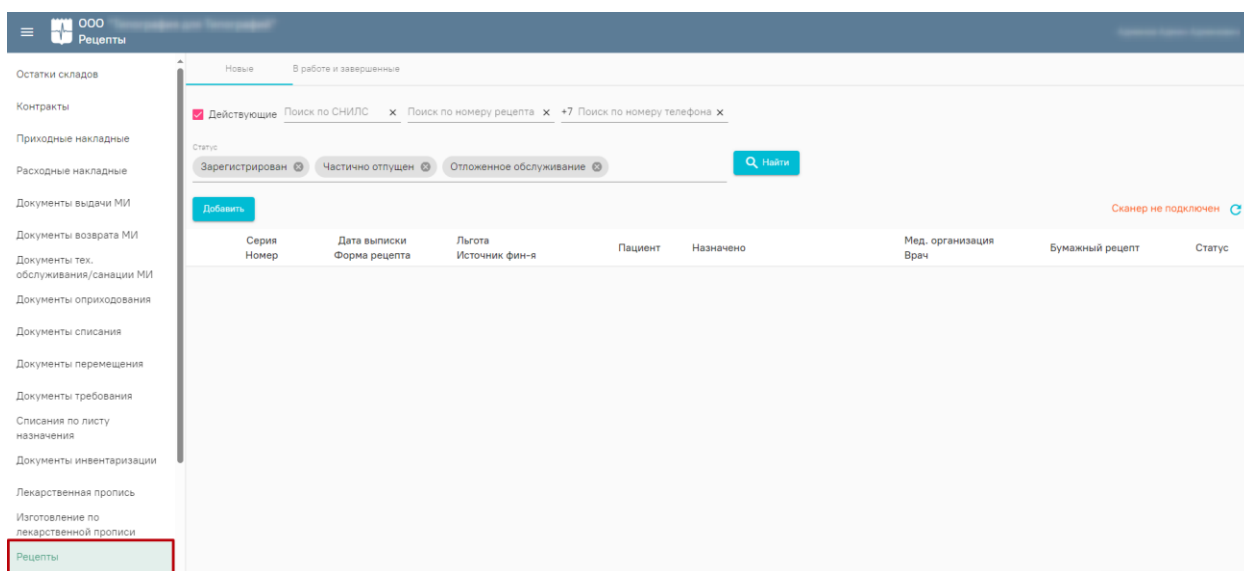 ООО
Рецепты
Остатки складов
Контракты
Приходные накладные
Расходные накладные
Документы выдачи МИ
Документы возврата МИ
Документы тех.
обслуживания/санации МИ
Документы оприходования
Документы списания
Документы перемещения
Документы требования
Списания по листу
назначения
Документы инвентаризации
Лекарственная пропись
Изготовление по
лекарственной прописи
Рецепты
Новые В работе и завершенные
Действующие Поиск по СНИЛС Поиск по номеру рецепта +7 Поиск по номеру телефона
Статус
Зарегистрирован Частично отпущен Отложенное обслуживание Найти
Добавить Сканер не подключен
Серия Дата выписки Льгота Мед. организация
Пациент Назначено Бумажный рецепт Статус
Номер Форма рецепта Источник фин-я Врач